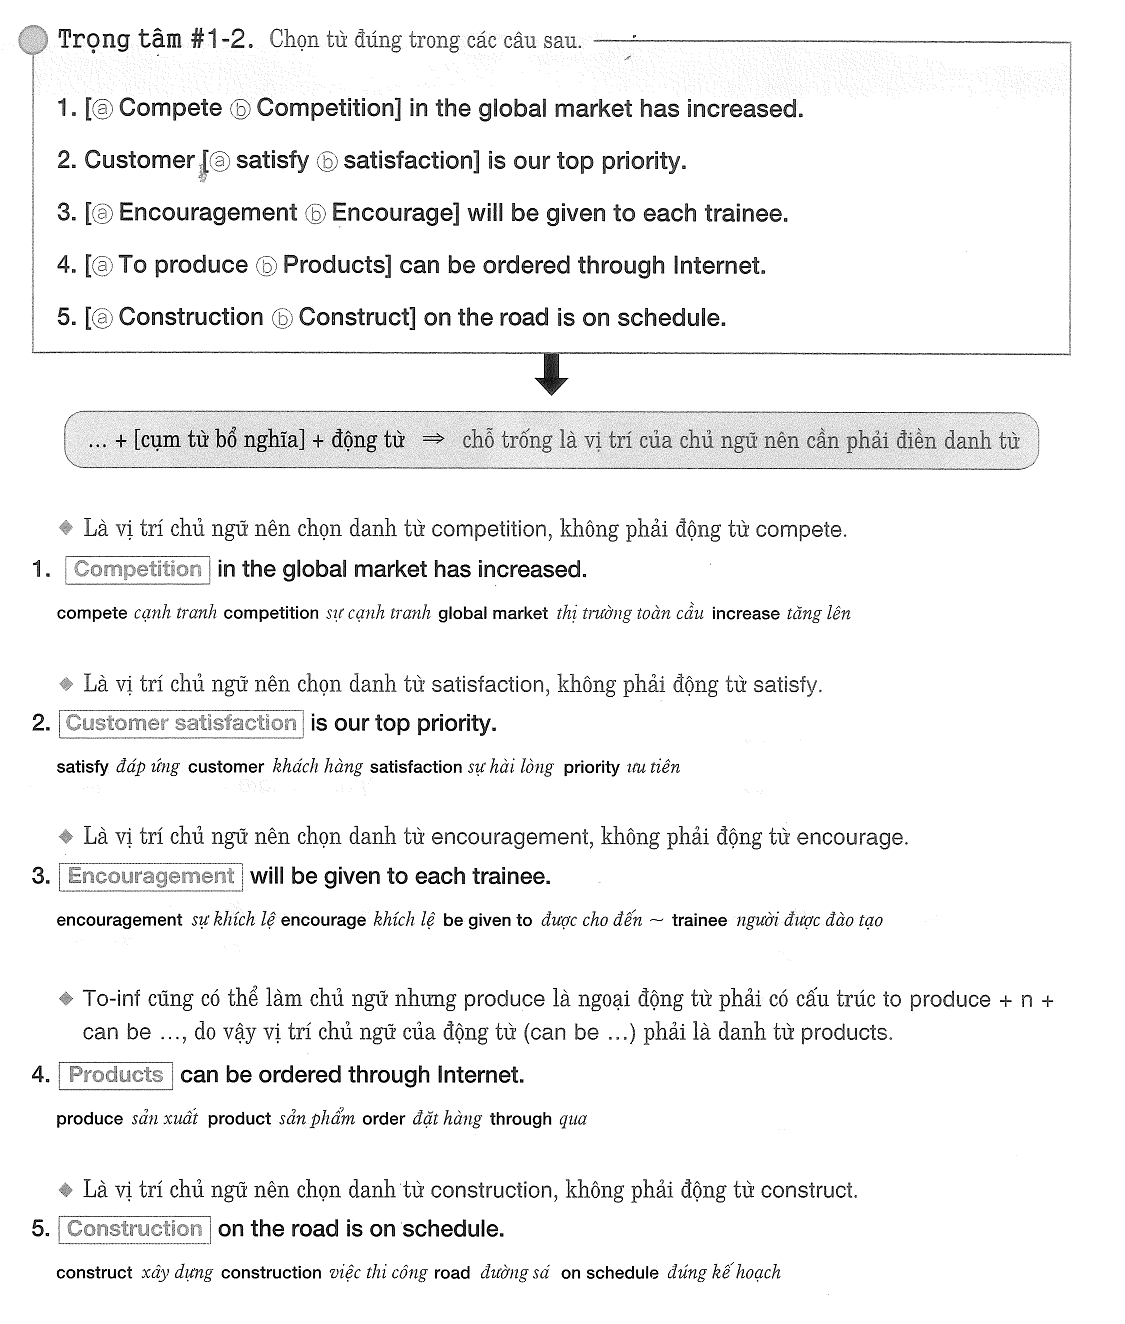 Trọng tâm #1-2. Chọn từ đúng trong các câu sau.
1. [ⓐ Compete ⓑ Competition] in the global market has increased.
2. Customer [ⓐ satisfy ⓑ satisfaction] is our top priority.
3. [ⓐ Encouragement ⓑ Encourage] will be given to each trainee.
4. [ⓐ To produce ⓑ Products] can be ordered through Internet.
5. [ⓐ Construction ⓑ Construct] on the road is on schedule.
... + [cụm từ bổ nghĩa] + động từ ⇒ chỗ trống là vị trí của chủ ngữ nên cần phải điền danh từ
◆ Là vị trí chủ ngữ nên chọn danh từ competition, không phải động từ compete.
1. Competition in the global market has increased.
compete cạnh tranh competition sự cạnh tranh global market thị trường toàn cầu increase tăng lên
◆ Là vị trí chủ ngữ nên chọn danh từ satisfaction, không phải động từ satisfy.
2. Customer satisfaction is our top priority.
satisfy đáp ứng customer khách hàng satisfaction sự hài lòng priority ưu tiên
◆ Là vị trí chủ ngữ nên chọn danh từ encouragement, không phải động từ encourage.
3. Encouragement will be given to each trainee.
encouragement sự khích lệ encourage khích lệ be given to được cho đến ~ trainee người được đào tạo
◆ To-inf cũng có thể làm chủ ngữ nhưng produce là ngoại động từ phải có cấu trúc to produce + n +
can be ..., do vậy vị trí chủ ngữ của động từ (can be ...) phải là danh từ products.
4. Products can be ordered through Internet.
produce sản xuất product sản phẩm order đặt hàng through qua
◆ Là vị trí chủ ngữ nên chọn danh từ construction, không phải động từ construct.
5. Construction on the road is on schedule.
construct xây dựng construction việc thi công road đường sá on schedule đúng kế hoạch